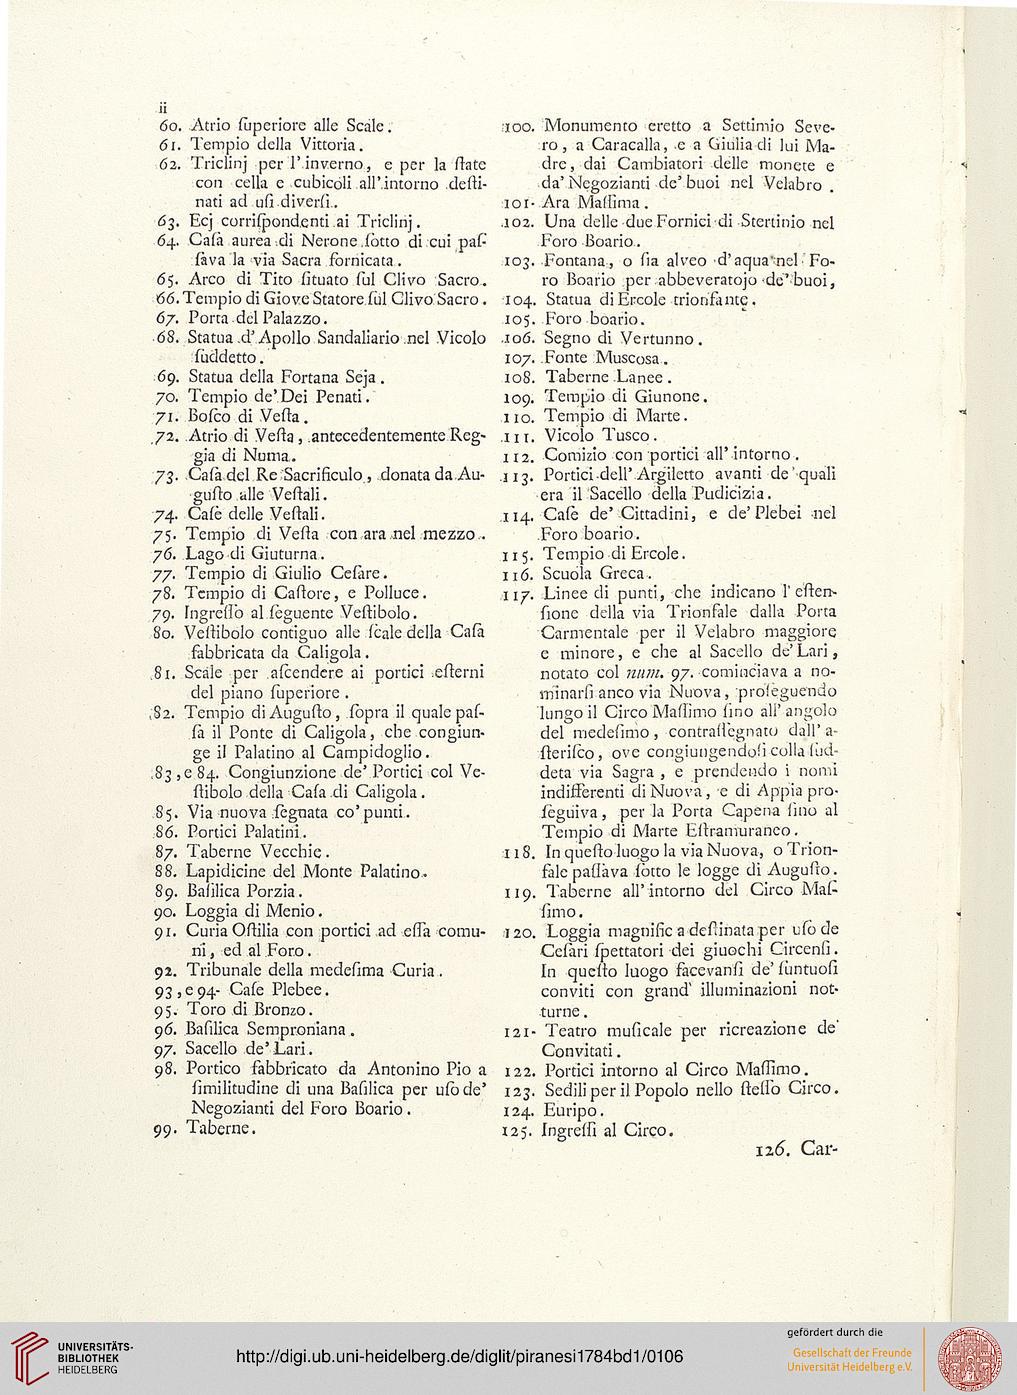 ii
60. Atrio ſuperiore alle Scale.
61. Tempio della Vittoria.
62. Triclinj per l'inverno, e per la ſtate
con cella e cubicoli all'intorno deſti-
nati ad uſi diverſi.
63. Ecj corriſpondenti ai Triclinj.
64. Caſa aurea di Nerone ſotto di cui paſ-
ſava la via Sacra fornicata.
65. Arco di Tito ſituato ſul Clivo Sacro.
66. Tempio di Giove Statore ſul Clivo Sacro.
67. Porta del Palazzo.
68. Statua d'Apollo Sandaliario nel Vicolo
ſuddetto.
69. Statua della Fortana Seja.
70. Tempio de' Dei Penati.
71. Boſco di Veſta.
72. Atrio di Veſta, antecedentemente Reg-
gia di Numa.
73. Caſa del Re Sacrificulo, donata da Au-
guſto alle Veſtali.
74. Caſe delle Veſtali.
75. Tempio di Veſta con ara nel mezzo.
76. Lago di Giuturna.
77. Tempio di Giulio Ceſare.
78. Tempio di Caſtore, e Polluce.
79. Ingreſſo al ſeguente Veſtibolo.
80. Veſtibolo contiguo alle ſcale della Caſa
fabbricata da Caligola.
81. Scale per aſcendere ai portici eſterni
del piano ſuperiore.
82. Tempio di Auguſto, ſopra il quale paſ-
ſa il Ponte di Caligola, che congiun-
ge il Palatino al Campidoglio.
83, e 84. Congiunzione de' Portici col Ve-
ſtibolo della Caſa di Caligola.
85. Via nuova ſegnata co' punti.
86. Portici Palatini.
87. Taberne Vecchie.
88. Lapidicine del Monte Palatino.
89. Baſilica Porzia.
90. Loggia di Menio.
91. Curia Oſtilia con portici ad eſſa comu-
ni, ed al Foro.
92. Tribunale della medeſima Curia.
93, e 94. Caſe Plebee.
95. Toro di Bronzo.
96. Baſilica Semproniana.
97. Sacello de' Lari.
98. Portico fabbricato da Antonino Pio a
ſimilitudine di una Baſilica per uſo de'
Negozianti del Foro Boario.
99. Taberne.
100. Monumento eretto a Settimio Seve-
ro, a Caracalla, e a Giulia di lui Ma-
dre, dai Cambiatori delle monete e
da' Negozianti de' buoi nel Velabro.
101. Ara Maſſima.
102. Una delle due Fornici di Stertinio nel
Foro Boario.
103. Fontana, o ſia alveo d'aqua nel Fo-
ro Boario per abbeveratojo de' buoi,
104. Statua di Ercole trionfante.
105. Foro boario.
106. Segno di Vertunno.
107. Fonte Muscosa.
108. Taberne Lanee.
109. Tempio di Giunone.
110. Tempio di Marte.
111. Vicolo Tusco.
112. Comizio con portici all'intorno.
113. Portici dell'Argiletto avanti de' quali
era il Sacello della Pudicizia.
114. Caſe de' Cittadini, e de' Plebei nel
Foro boario.
115. Tempio di Ercole.
116. Scuola Greca.
117. Linee di punti, che indicano l'eſten-
ſione della via Trionfale dalla Porta
Carmentale per il Velabro maggiore
e minore, e che al Sacello de' Lari,
notato col num. 97. cominciava a no-
minarſi anco via Nuova, proſeguendo
lungo il Circo Maſſimo ſino all'angolo
del medeſimo, contraſſegnato dall'a-
ſteriſco, ove congiungendoſi colla ſud-
deta via Sagra, e prendendo i nomi
indifferenti di Nuova, e di Appia pro-
ſeguiva, per la Porta Capena ſino al
Tempio di Marte Eſtramuraneo.
118. In queſto luogo la via Nuova, o Trion-
fale paſſava ſotto le logge di Auguſto.
119. Taberne all'intorno del Circo Maſ-
ſimo.
120. Loggia magnific a deſtinata per uſo de
Ceſari ſpettatori dei giuochi Circenſi.
In queſto luogo facevanſi de' ſuntuoſi
conviti con grand' illuminazioni not-
turne.
121. Teatro muſicale per ricreazione de'
Convitati.
122. Portici intorno al Circo Maſſimo.
123. Sedili per il Popolo nello ſteſſo Circo.
124. Euripo.
125. Ingreſſi al Circo.
126. Car-
UNIVERSITÄTS-
BIBLIOTHEK
HEIDELBERG
http://digi.ub.uni-heidelberg.de/diglit/piranesi1784bd1/0106
gefördert durch die
Gesellschaft der Freunde
Universität Heidelberg e.V.